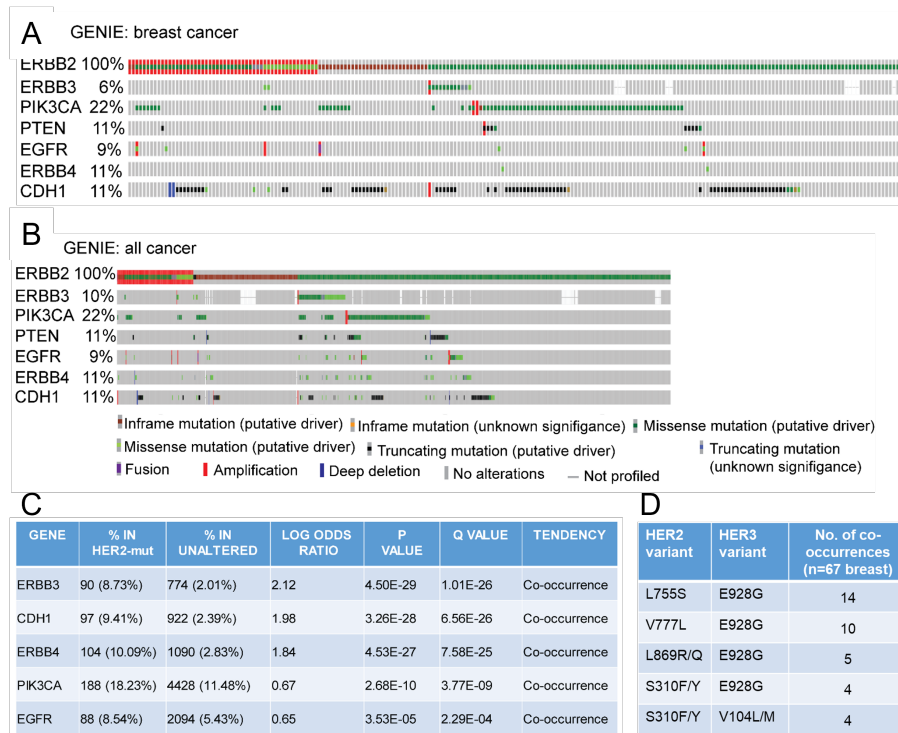 A
GENIE: breast cancer
ERBB2 100%
ERBB3 6%
PIK3CA 22%
PTEN 11%
EGFR 9%
ERBB4 11%
CDH1 11%
B
GENIE: all cancer
ERBB2 100%
ERBB3 10%
PIK3CA 22%
PTEN 11%
EGFR 9%
ERBB4 11%
CDH1 11%
Inframe mutation (putative driver) Inframe mutation (unknown signifigance) Missense mutation (putative driver)
Missense mutation (putative driver) Truncating mutation (putative driver) Truncating mutation (unknown signifigance)
Fusion Amplification Deep deletion No alterations Not profiled
C
GENE % IN HER2-mut % IN UNALTERED LOG ODDS RATIO P VALUE Q VALUE TENDENCY
ERBB3 90 (8.73%) 774 (2.01%) 2.12 4.50E-29 1.01E-26 Co-occurrence
CDH1 97 (9.41%) 922 (2.39%) 1.98 3.26E-28 6.56E-26 Co-occurrence
ERBB4 104 (10.09%) 1090 (2.83%) 1.84 4.53E-27 7.58E-25 Co-occurrence
PIK3CA 188 (18.23%) 4428 (11.48%) 0.67 2.68E-10 3.77E-09 Co-occurrence
EGFR 88 (8.54%) 2094 (5.43%) 0.65 3.53E-05 2.29E-04 Co-occurrence
D
HER2 variant HER3 variant No. of co-occurrences (n=67 breast)
L755S E928G 14
V777L E928G 10
L869R/Q E928G 5
S310F/Y E928G 4
S310F/Y V104L/M 4